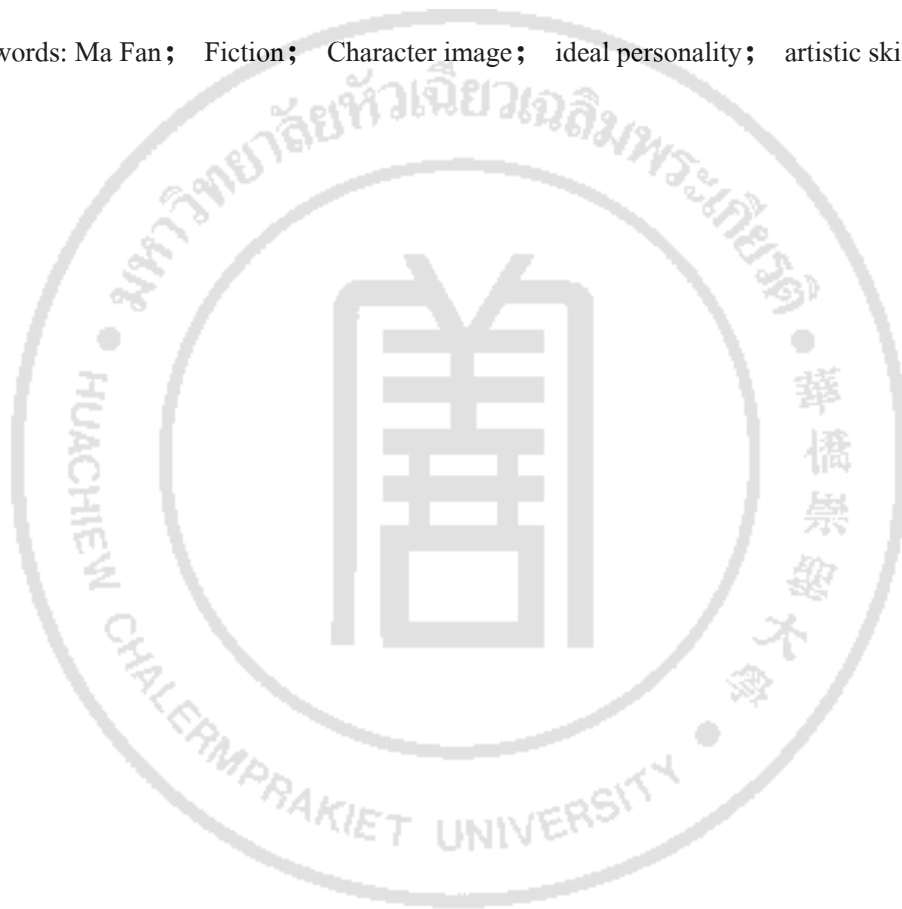 words: Ma Fan； Fiction； Character image； ideal personality； artistic ski
มหาวิทยาลัยหัวเฉียวเฉลิมพระเกียรติ
華僑崇聖大學
HUACHIEW CHALERMPRAKIET UNIVERSITY